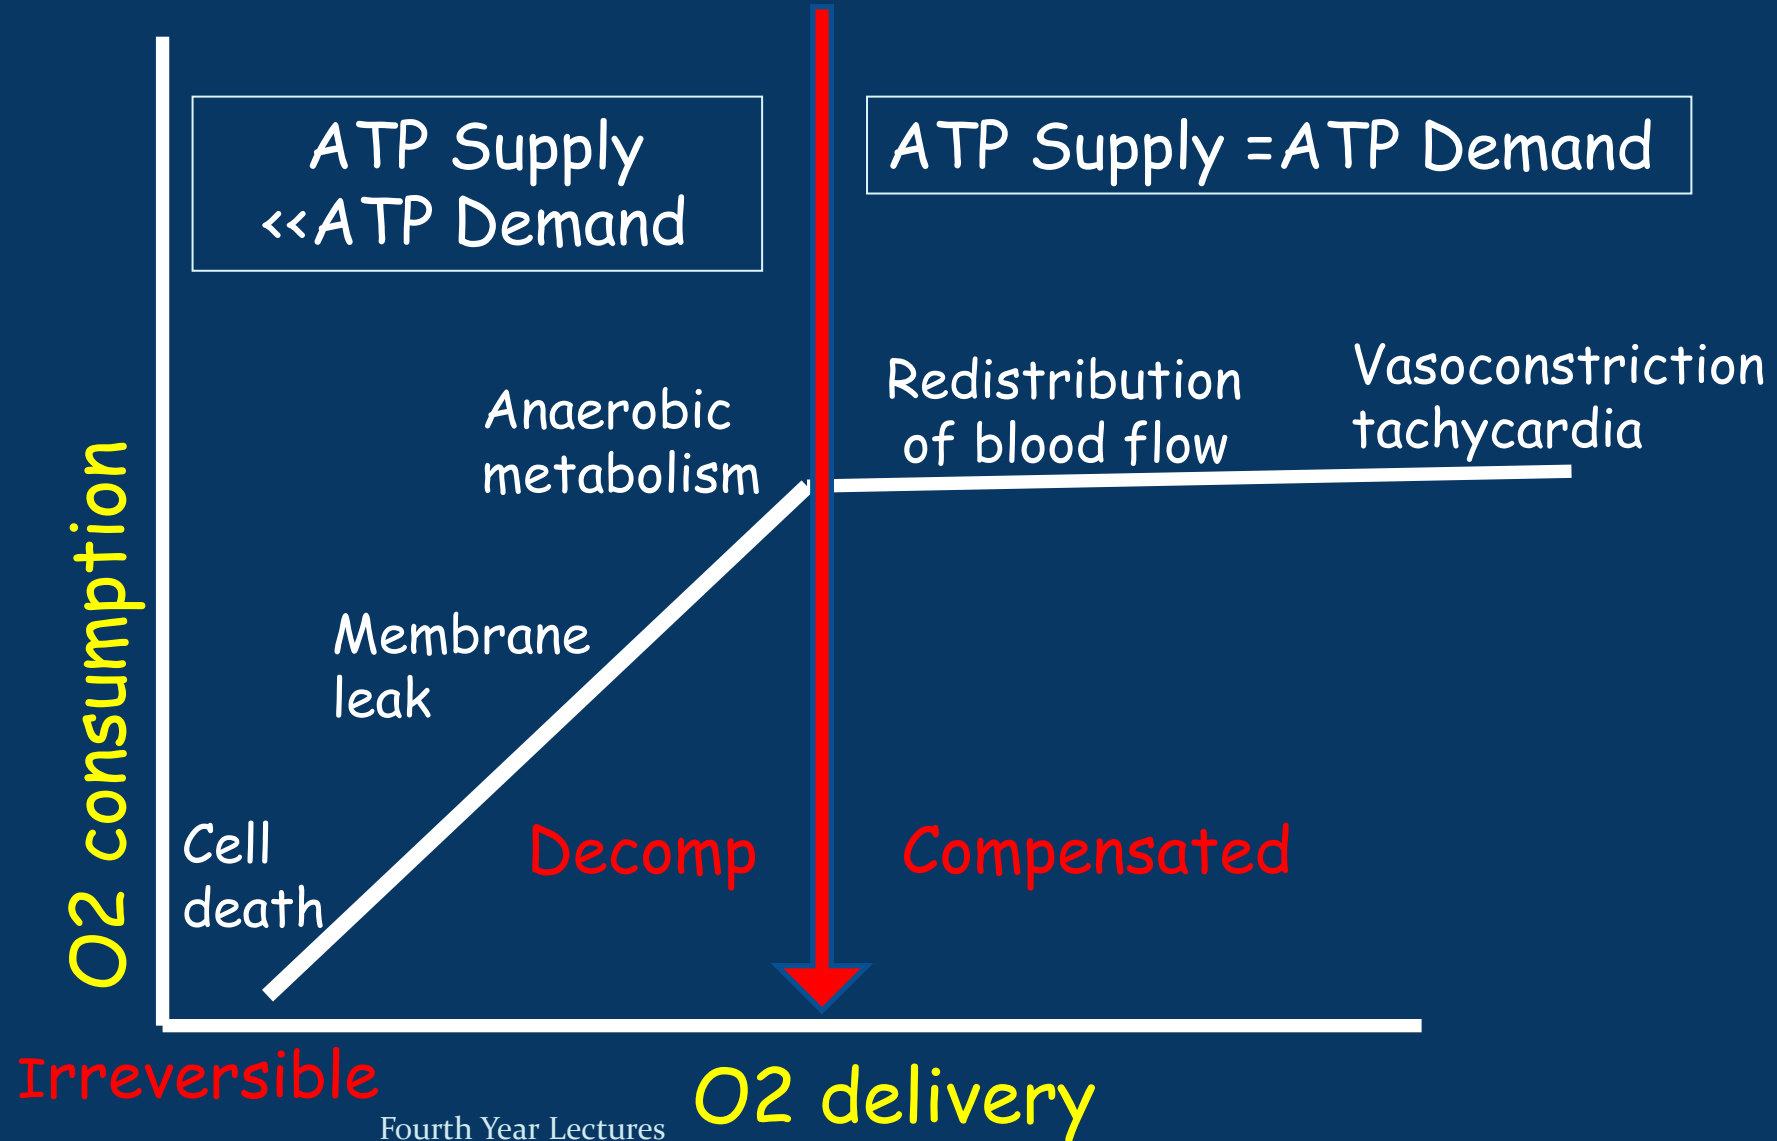 ATP Supply
<<ATP Demand
ATP Supply =ATP Demand
Anaerobic
metabolism
Redistribution
of blood flow
Vasoconstriction
tachycardia
Membrane
leak
Cell
death
Decomp
Compensated
O2 consumption
Irreversible
O2 delivery
Fourth Year Lectures